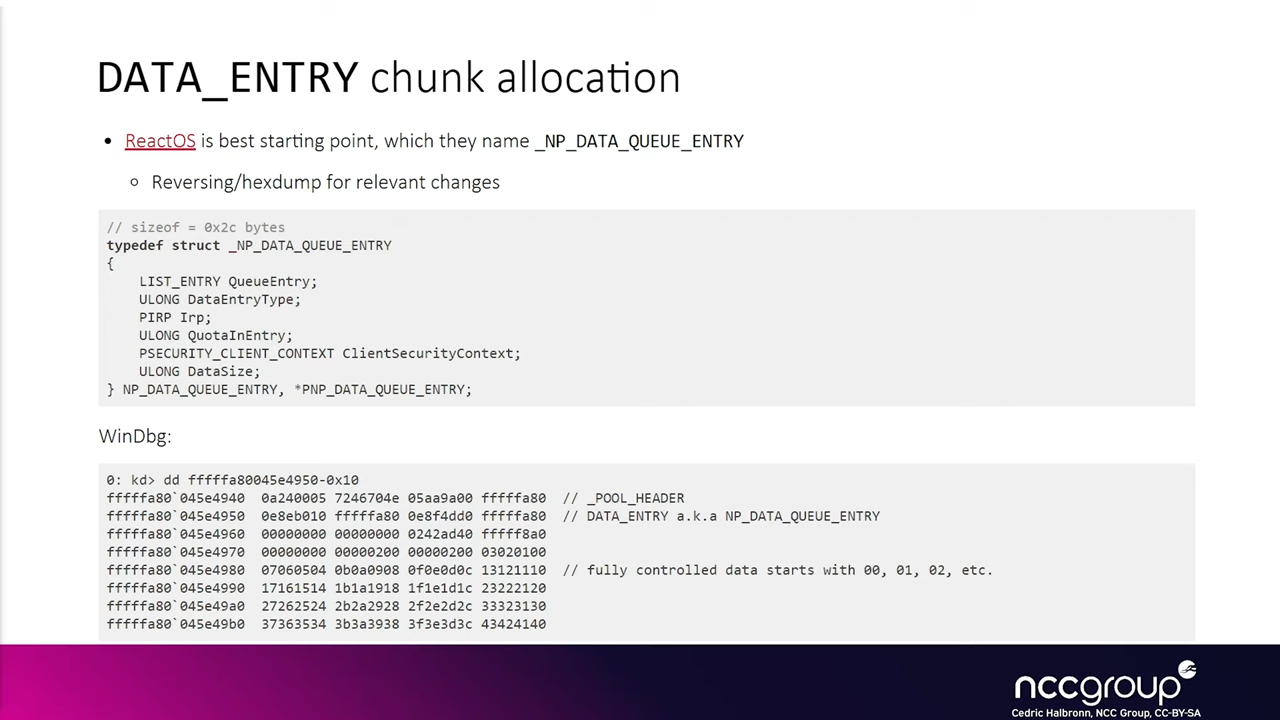 DATA_ENTRY chunk allocation
• ReactOS is best starting point, which they name _NP_DATA_QUEUE_ENTRY
○ Reversing/hexdump for relevant changes
// sizeof = 0x2c bytes
typedef struct _NP_DATA_QUEUE_ENTRY
{
    LIST_ENTRY QueueEntry;
    ULONG DataEntryType;
    PIRP Irp;
    ULONG QuotaInEntry;
    PSECURITY_CLIENT_CONTEXT ClientSecurityContext;
    ULONG DataSize;
} NP_DATA_QUEUE_ENTRY, *PNP_DATA_QUEUE_ENTRY;
WinDbg:
0: kd> dd fffffa80045e4950-0x10
fffffa80`045e4940  0a240005 7246704e 05aa9a00 fffffa80  // _POOL_HEADER
fffffa80`045e4950  0e8eb010 fffffa80 0e8f4dd0 fffffa80  // DATA_ENTRY a.k.a NP_DATA_QUEUE_ENTRY
fffffa80`045e4960  00000000 00000000 0242ad40 fffff8a0
fffffa80`045e4970  00000000 00000200 00000200 03020100
fffffa80`045e4980  07060504 0b0a0908 0f0e0d0c 13121110  // fully controlled data starts with 00, 01, 02, etc.
fffffa80`045e4990  17161514 1b1a1918 1f1e1d1c 23222120
fffffa80`045e49a0  27262524 2b2a2928 2f2e2d2c 33323130
fffffa80`045e49b0  37363534 3b3a3938 3f3e3d3c 43424140
nccgroup
Cedric Halbronn, NCC Group, CC-BY-SA